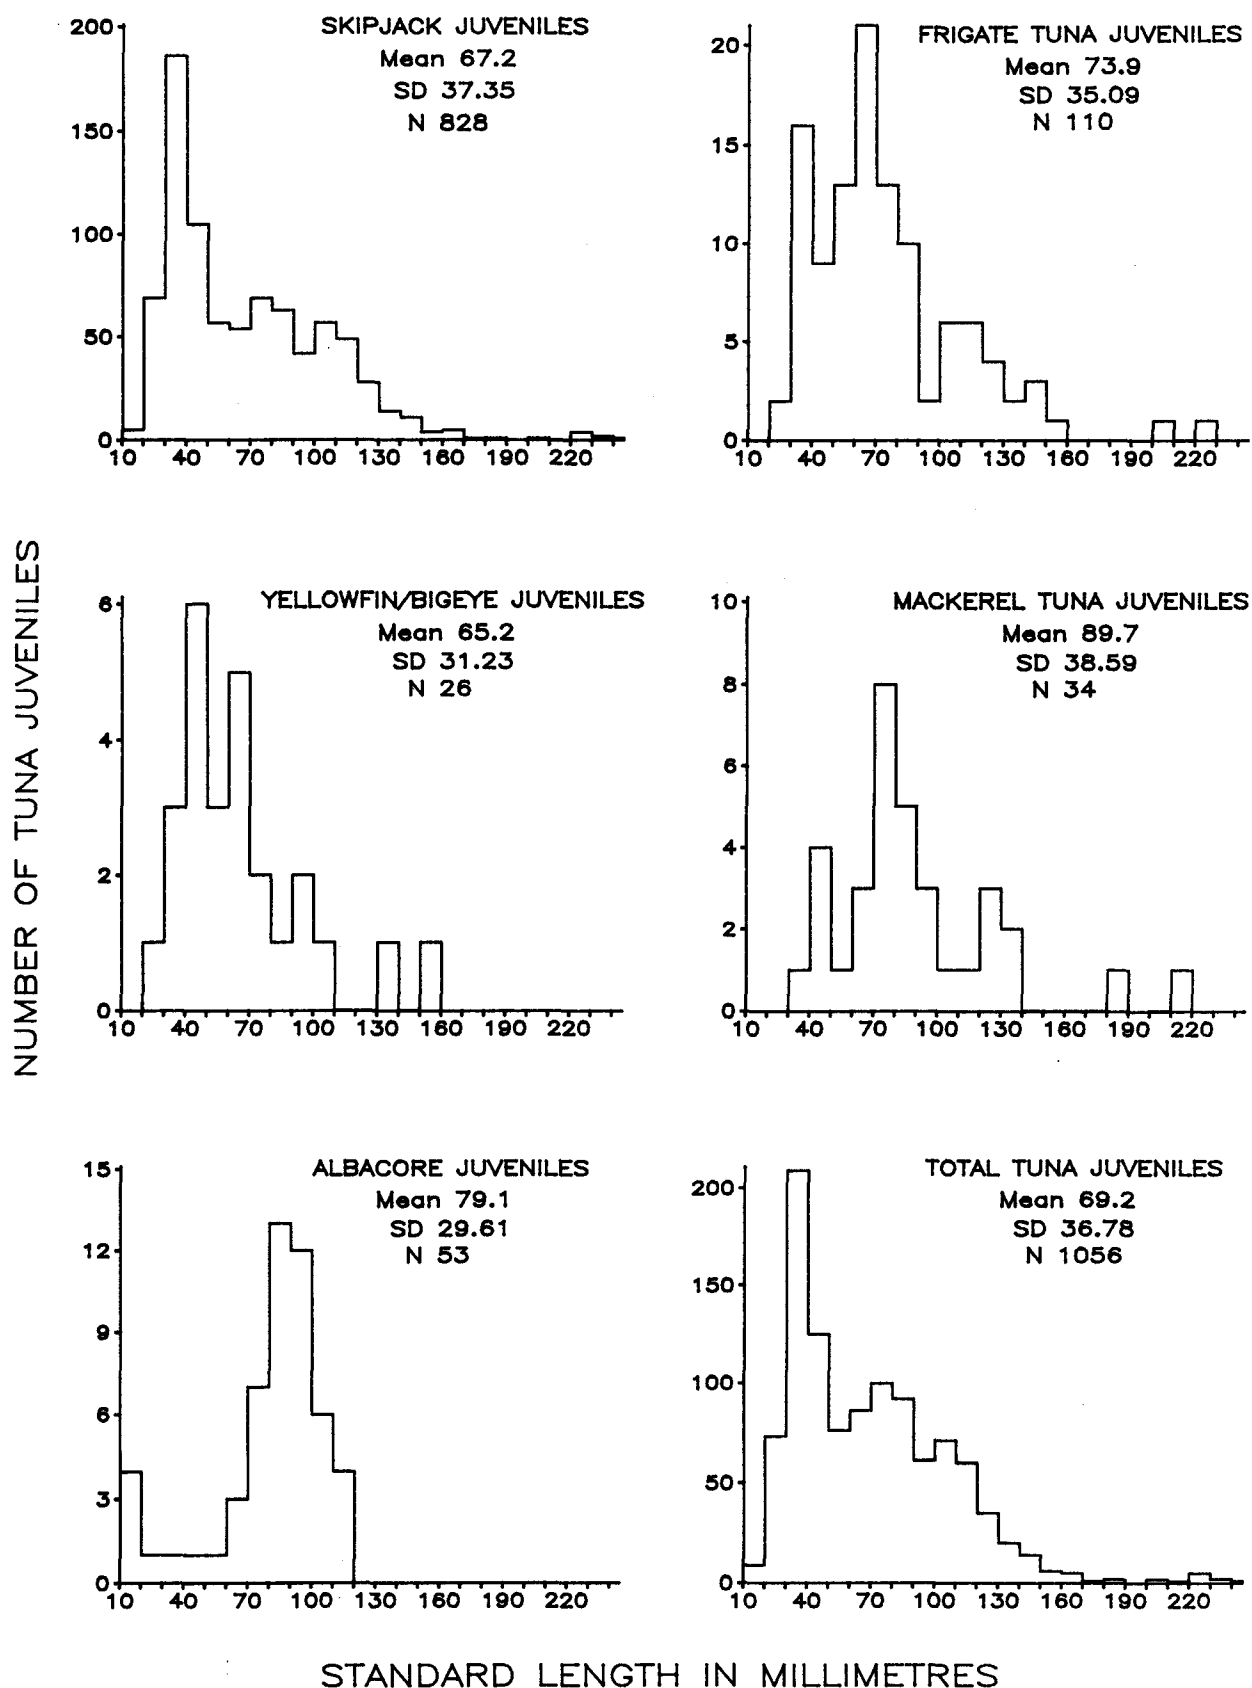 SKIPJACK JUVENILES
Mean 67.2
SD 37.35
N 828
200
150
100
50
0
10 40 70 100 130 160 190 220
FRIGATE TUNA JUVENILES
Mean 73.9
SD 35.09
N 110
20
15
10
5
0
10 40 70 100 130 160 190 220
NUMBER OF TUNA JUVENILES
YELLOWFIN/BIGEYE JUVENILES
Mean 65.2
SD 31.23
N 26
6
4
2
0
10 40 70 100 130 160 190 220
MACKEREL TUNA JUVENILES
Mean 89.7
SD 38.59
N 34
10
8
6
4
2
0
10 40 70 100 130 160 190 220
ALBACORE JUVENILES
Mean 79.1
SD 29.61
N 53
15
12
9
6
3
0
10 40 70 100 130 160 190 220
TOTAL TUNA JUVENILES
Mean 69.2
SD 36.78
N 1056
200
150
100
50
0
10 40 70 100 130 160 190 220
STANDARD LENGTH IN MILLIMETRES